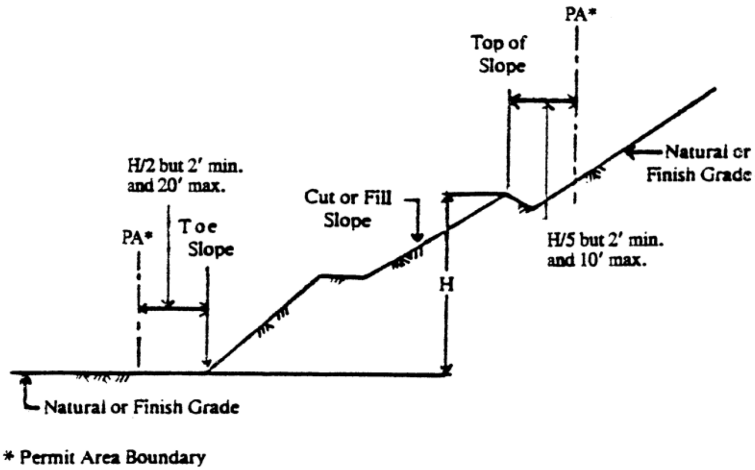 PA*
Top of
Slope
Natural or
Finish Grade
H/2 but 2' min.
and 20' max.
Cut or Fill
Slope
PA*
Toe
Slope
H/5 but 2' min.
and 10' max.
H
Natural or Finish Grade
* Permit Area Boundary